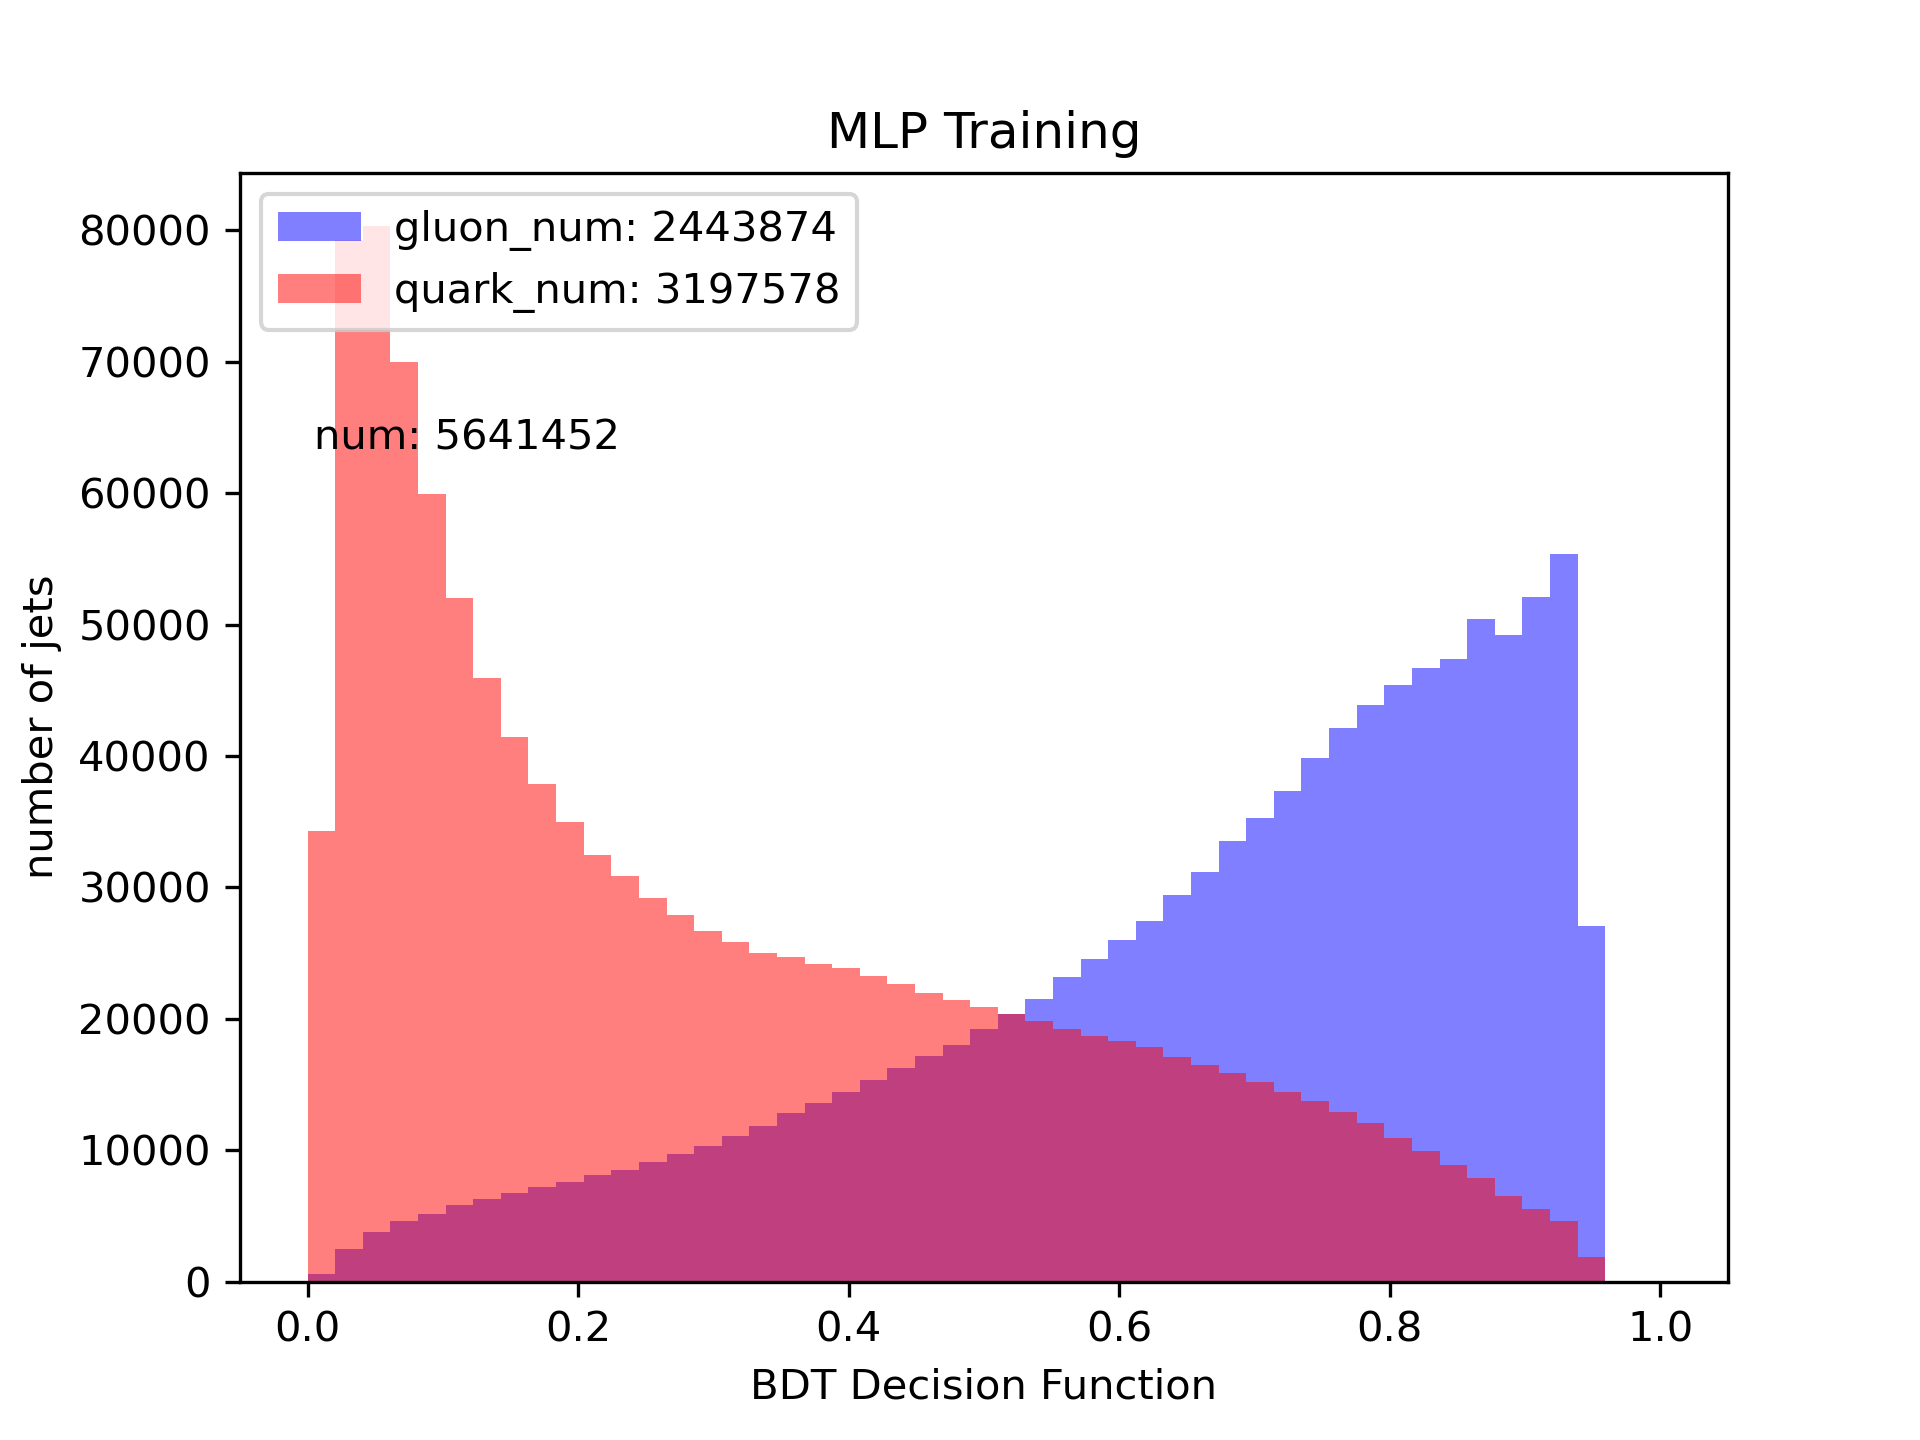 MLP Training
gluon_num: 2443874
quark_num: 3197578
num: 5641452
number of jets
80000
70000
60000
50000
40000
30000
20000
10000
0
0.0 0.2 0.4 0.6 0.8 1.0
BDT Decision Function